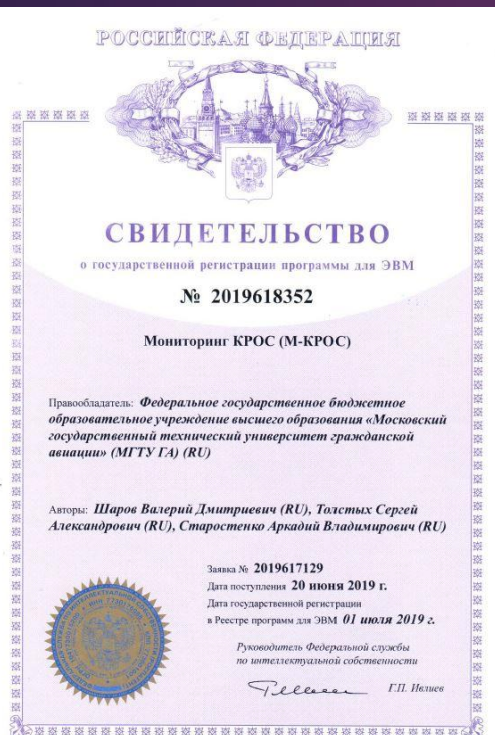 РОССИЙСКАЯ ФЕДЕРАЦИЯ
СВИДЕТЕЛЬСТВО
о государственной регистрации программы для ЭВМ
№ 2019618352
Мониторинг КРОС (М-КРОС)
Правообладатель: Федеральное государственное бюджетное
образовательное учреждение высшего образования «Московский
государственный технический университет гражданской
авиации» (МГТУ ГА) (RU)
Авторы: Шаров Валерий Дмитриевич (RU), Толстых Сергей
Александрович (RU), Старостенко Аркадий Владимирович (RU)
Заявка № 2019617129
Дата поступления 20 июня 2019 г.
Дата государственной регистрации
в Реестре программ для ЭВМ 01 июля 2019 г.
Руководитель Федеральной службы
по интеллектуальной собственности
Г.П. Ивлиев